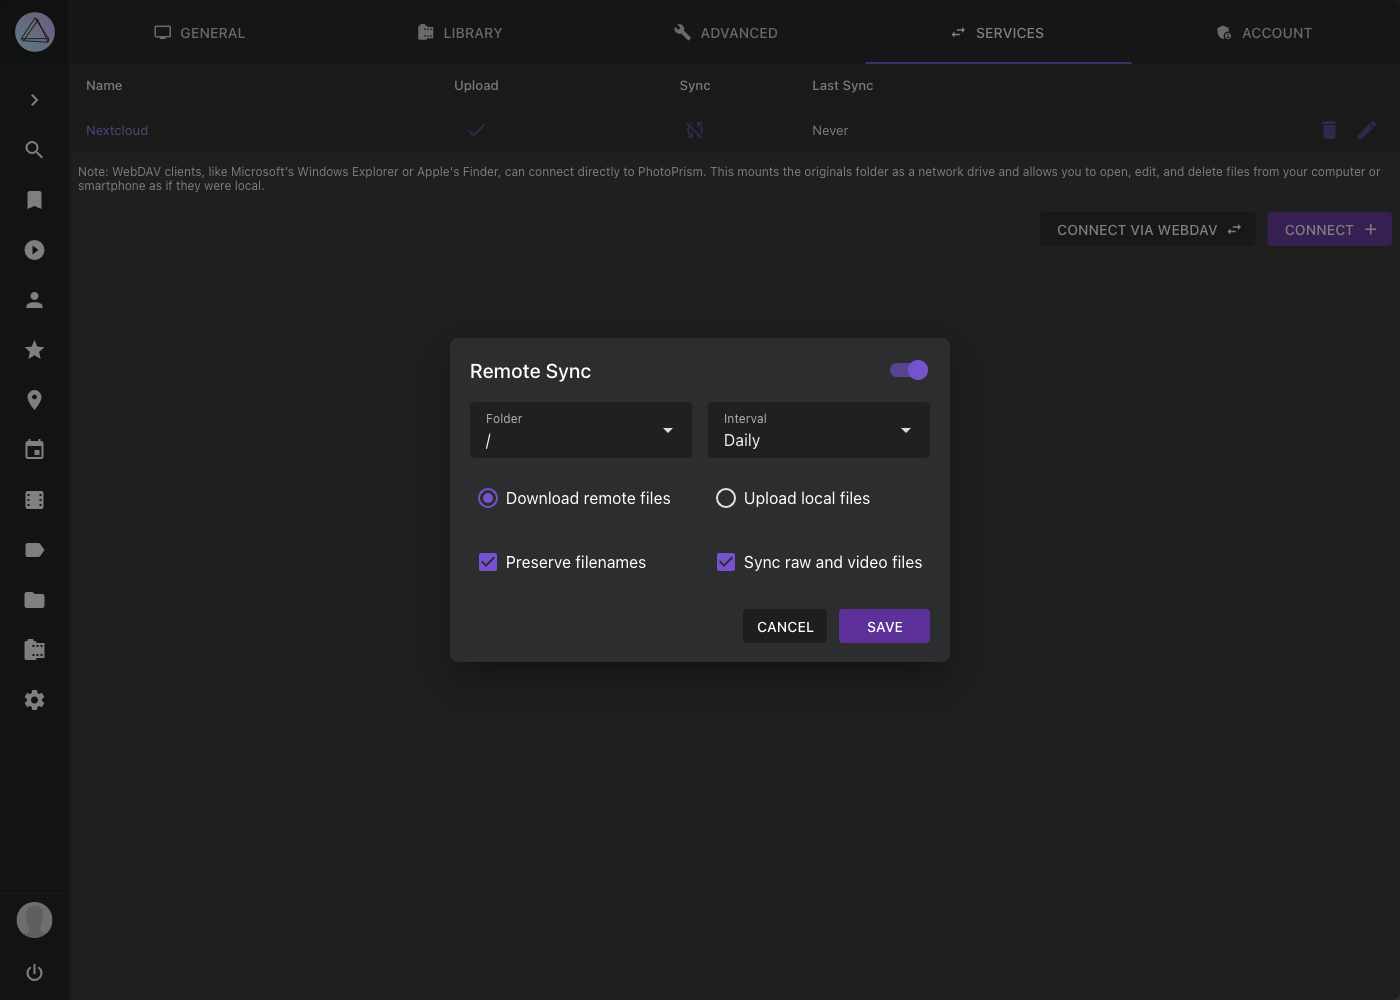 GENERAL
LIBRARY
ADVANCED
SERVICES
ACCOUNT
Name Upload Sync Last Sync
Nextcloud Never
Note: WebDAV clients, like Microsoft's Windows Explorer or Apple's Finder, can connect directly to PhotoPrism. This mounts the originals folder as a network drive and allows you to open, edit, and delete files from your computer or
smartphone as if they were local.
CONNECT VIA WEBDAV
CONNECT
Remote Sync
Folder
/
Interval
Daily
Download remote files
Upload local files
Preserve filenames
Sync raw and video files
CANCEL
SAVE